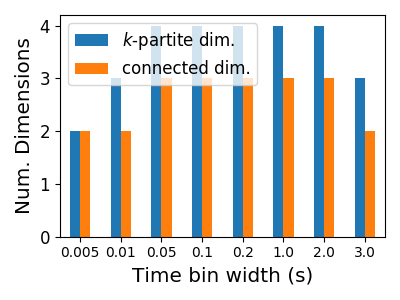 4
3
2
1
0
Num. Dimensions
k-partite dim.
connected dim.
0.005 0.01 0.05 0.1 0.2 1.0 2.0 3.0
Time bin width (s)